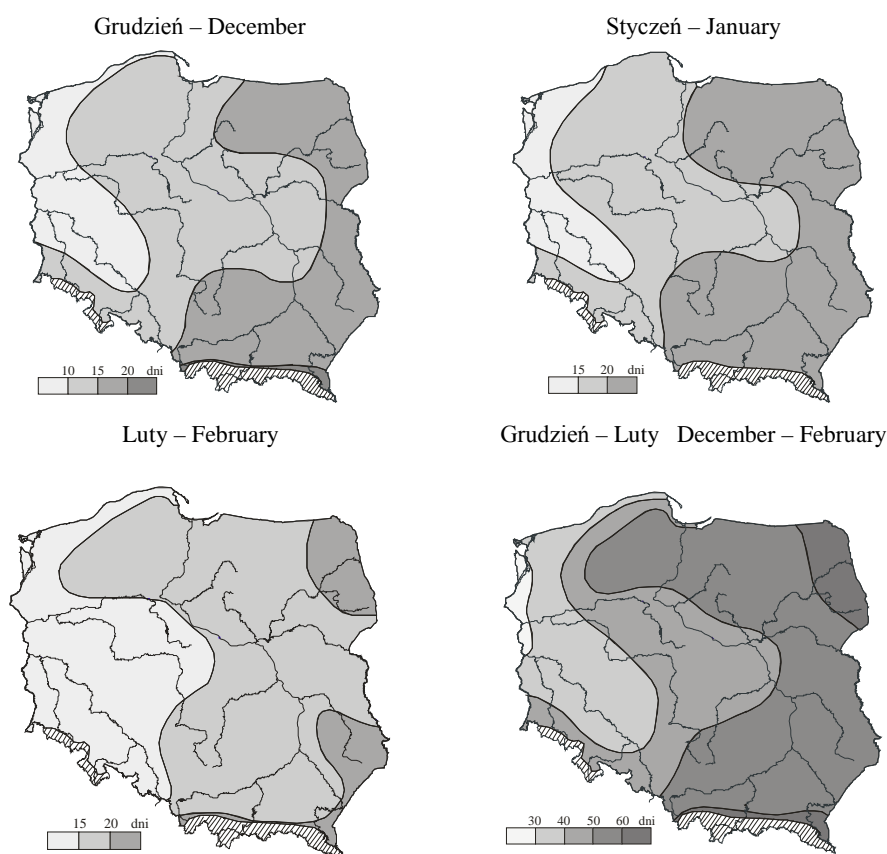 Grudzień – December
Styczeń – January
10 15 20 dni
15 20 dni
Luty – February
Grudzień – Luty December – February
15 20 dni
30 40 50 60 dni